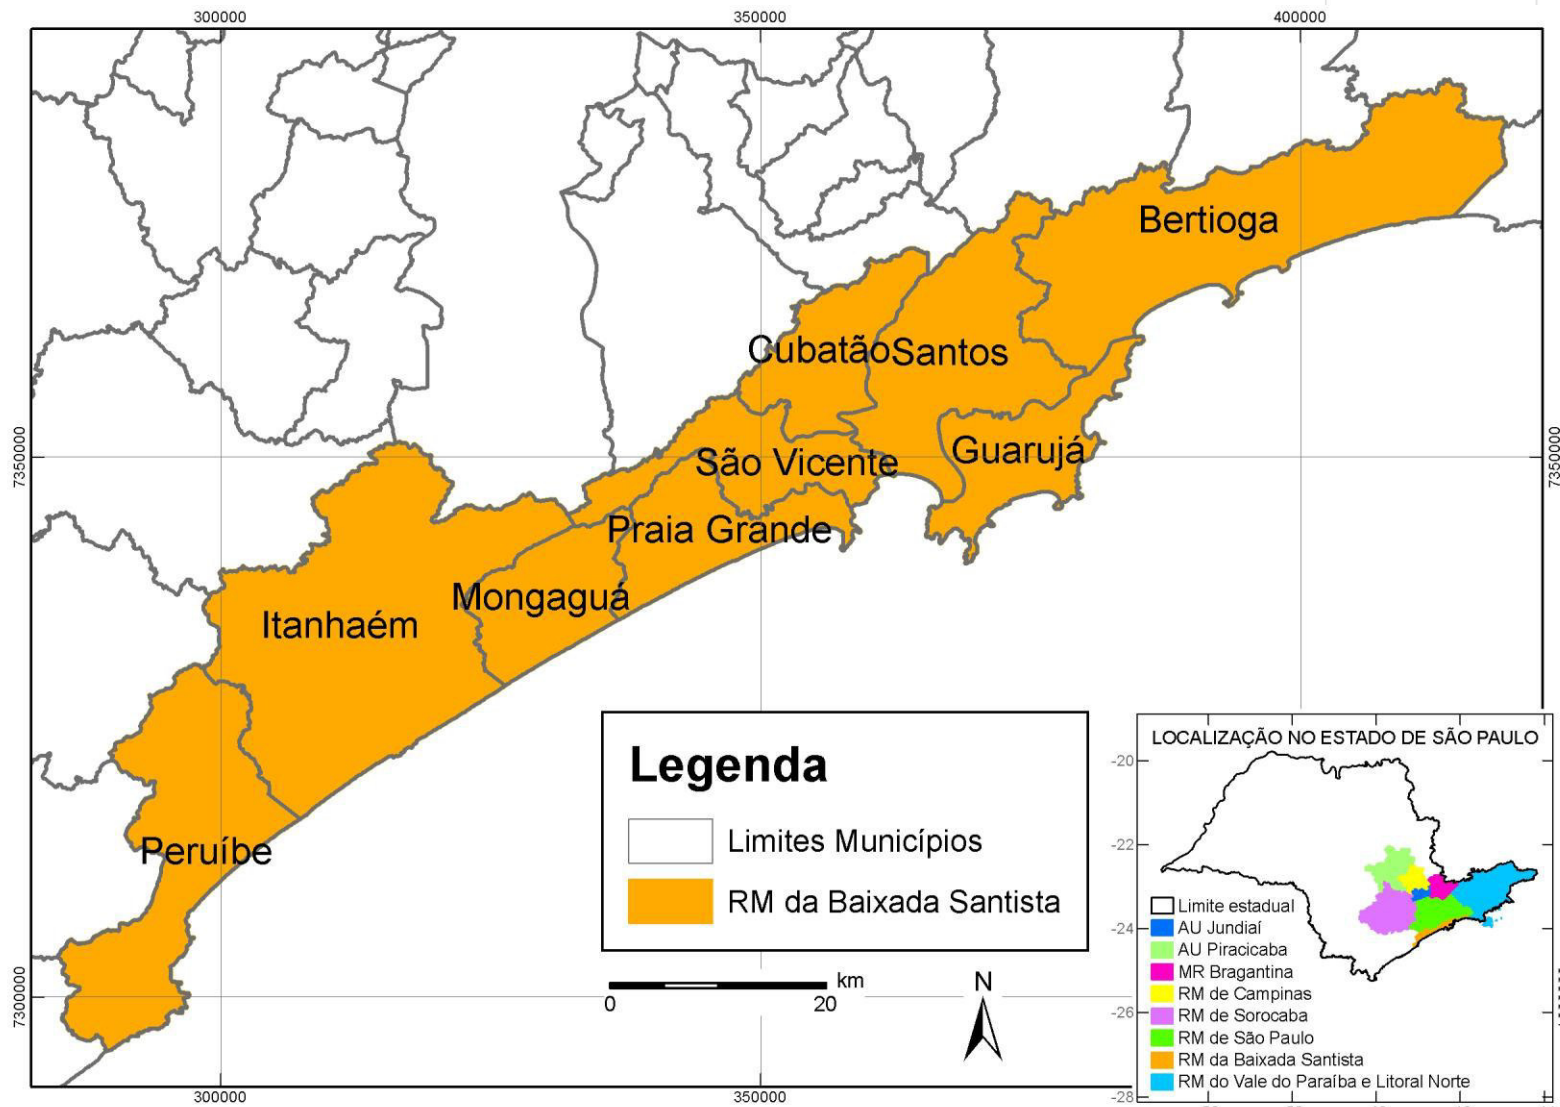 300000
350000
400000
Bertioga
Cubatão
Santos
Guarujá
7350000
7350000
São Vicente
Praia Grande
Mongaguá
Itanhaém
Peruíbe
Legenda
Limites Municípios
RM da Baixada Santista
km
0
20
N
7300000
300000
350000
LOCALIZAÇÃO NO ESTADO DE SÃO PAULO
-20
-22
-24
-26
-28
Limite estadual
AU Jundiaí
AU Piracicaba
MR Bragantina
RM de Campinas
RM de Sorocaba
RM de São Paulo
RM da Baixada Santista
RM do Vale do Paraíba e Litoral Norte